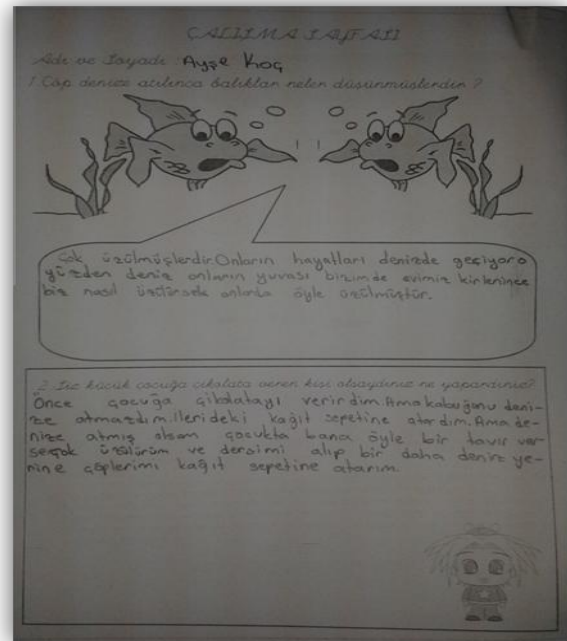 ÇALIŞMA SAYFASI
Adı ve Soyadı: Ayşe Koç
1. Çöp denize atılınca balıklar neler düşünmüşlerdir?
Çok üzülmüşlerdir. Onların hayatları denizde geçiyor o
yüzden deniz onların yuvası bizimde evimiz kirlenince
biz nasıl üzülürsek onlarda öyle üzülmüştür.
2. Siz küçük çocuğa çikolata veren kişi olsaydınız ne yapardınız?
Önce çocuğa çikolatayı verirdim. Ama kabuğunu deni-
ze atmazdım. İlerideki kağıt sepetine atardım. Ama de-
nize atmış olsam çocukta bana öyle bir tavır ver
se çok üzülürüm ve dersimi alıp bir daha denize ye-
rine çöplerimi kağıt sepetine atarım.